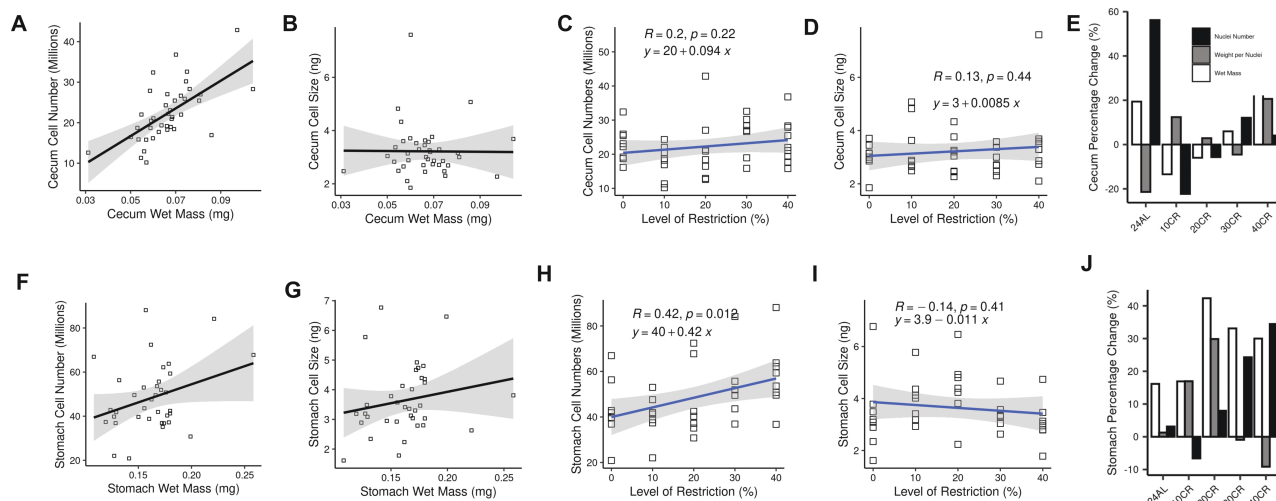 A
Cecum Cell Number (Millions)
40
30
20
10
0.03
0.05
0.07
0.09
Cecum Wet Mass (mg)
B
Cecum Cell Size (ng)
6
4
2
0.03
0.05
0.07
0.09
Cecum Wet Mass (mg)
C
Cecum Cell Numbers (Millions)
R = 0.2, p = 0.22
y = 20 + 0.094 x
50
40
30
20
10
0
10
20
30
40
Level of Restriction (%)
D
Cecum Cell Size (ng)
R = 0.13, p = 0.44
y = 3 + 0.0085 x
6
4
2
0
10
20
30
40
Level of Restriction (%)
E
Cecum Percentage Change (%)
60
40
20
0
-20
Nuclei Number
Weight per Nuclei
Wet Mass
24AL
10CR
20CR
30CR
40CR
F
Stomach Cell Number (Millions)
80
60
40
20
0.15
0.20
0.25
Stomach Wet Mass (mg)
G
Stomach Cell Size (ng)
7
6
5
4
3
2
0.15
0.20
0.25
Stomach Wet Mass (mg)
H
Stomach Cell Numbers (Millions)
R = 0.42, p = 0.012
y = 40 + 0.42 x
80
60
40
20
0
10
20
30
40
Level of Restriction (%)
I
Stomach Cell Size (ng)
R = − 0.14, p = 0.41
y = 3.9 − 0.011 x
6
4
2
0
10
20
30
40
Level of Restriction (%)
J
Stomach Percentage Change (%)
40
30
20
10
0
-10
24AL